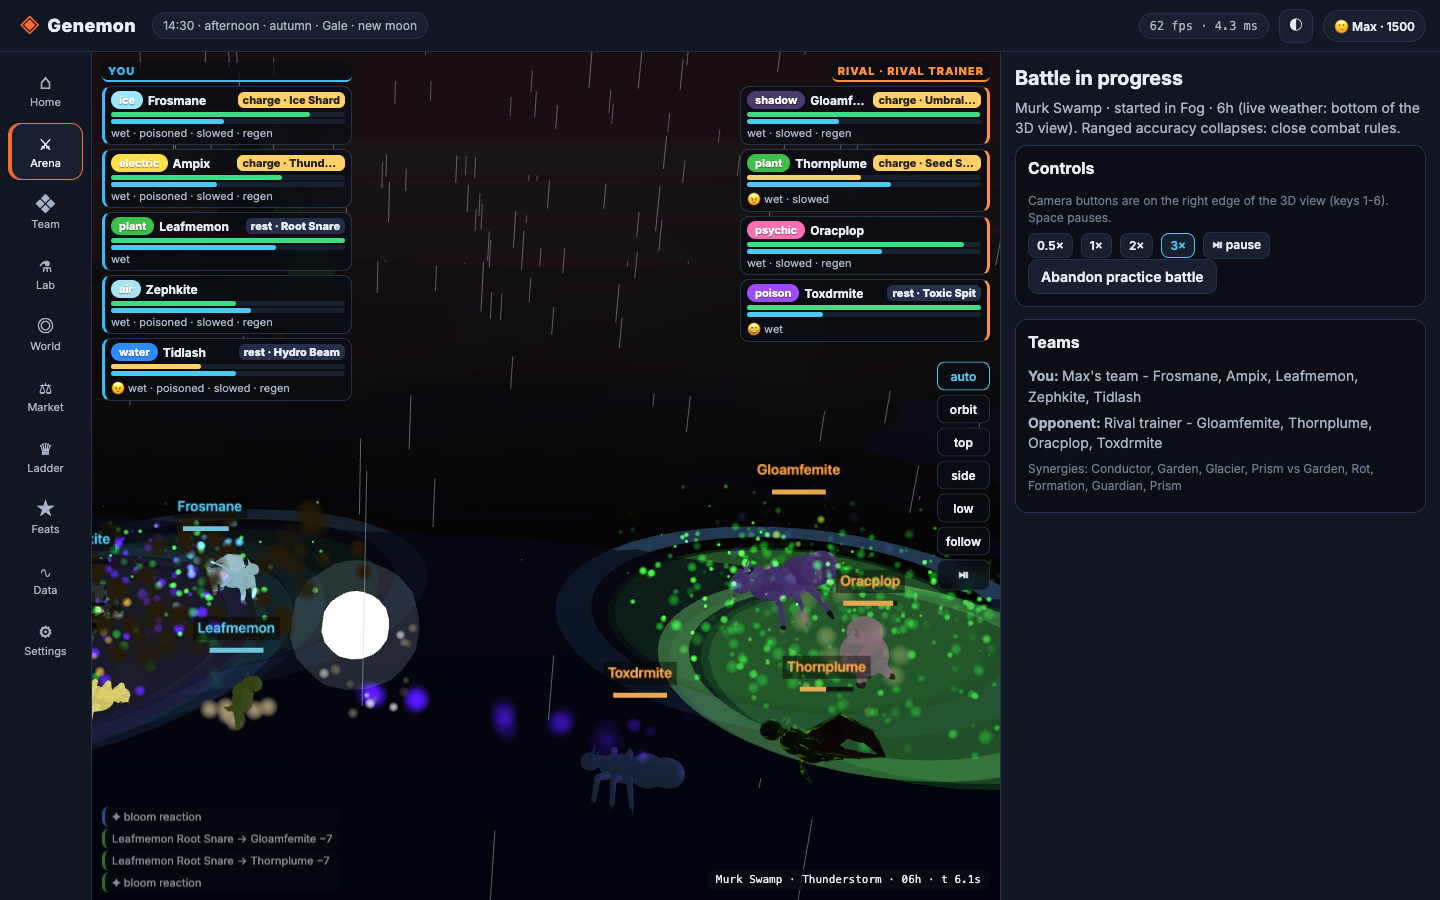 Genemon
14:30 · afternoon · autumn · Gale · new moon
62 fps · 4.3 ms
Max · 1500
Home
Arena
Team
Lab
World
Market
Ladder
Feats
Data
Settings
YOU
ice Frosmane charge · Ice Shard
wet · poisoned · slowed · regen
electric Ampix charge · Thund...
wet · poisoned · slowed · regen
plant Leafmemon rest · Root Snare
wet
air Zephkite
wet · poisoned · slowed · regen
water Tidlash rest · Hydro Beam
wet · poisoned · slowed · regen
RIVAL · RIVAL TRAINER
shadow Gloamf... charge · Umbral...
wet · slowed · regen
plant Thornplume charge · Seed S...
wet · slowed
psychic Oracplop
wet · slowed · regen
poison Toxdrmite rest · Toxic Spit
wet
auto
orbit
top
side
low
follow
Gloamfemite
Frosmane
kite
Oracplop
Leafmemon
Thornplume
Toxdrmite
✦ bloom reaction
Leafmemon Root Snare → Gloamfemite −7
Leafmemon Root Snare → Thornplume −7
✦ bloom reaction
Murk Swamp · Thunderstorm · 06h · t 6.1s
Battle in progress
Murk Swamp · started in Fog · 6h (live weather: bottom of the
3D view). Ranged accuracy collapses: close combat rules.
Controls
Camera buttons are on the right edge of the 3D view (keys 1-6).
Space pauses.
0.5× 1× 2× 3× ⏯ pause
Abandon practice battle
Teams
You: Max's team - Frosmane, Ampix, Leafmemon,
Zephkite, Tidlash
Opponent: Rival trainer - Gloamfemite, Thornplume,
Oracplop, Toxdrmite
Synergies: Conductor, Garden, Glacier, Prism vs Garden, Rot,
Formation, Guardian, Prism